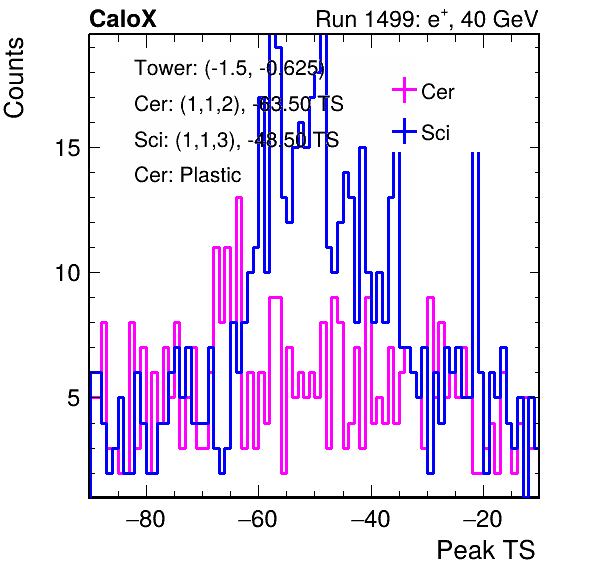 CaloX Run 1499: e⁺, 40 GeV
Counts
Tower: (-1.5, -0.625)
Cer: (1,1,2), -63.50 TS
Sci: (1,1,3), -48.50 TS
Cer: Plastic
Cer
Sci
15
10
5
−80 −60 −40 −20
Peak TS